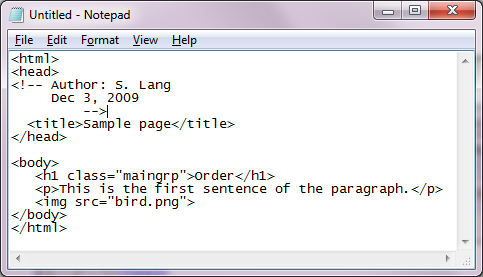 Untitled - Notepad
File Edit Format View Help
<html>
<head>
<!-- Author: S. Lang
     Dec 3, 2009
         -->
  <title>Sample page</title>
</head>

<body>
   <h1 class="maingrp">Order</h1>
   <p>This is the first sentence of the paragraph.</p>
   <img src="bird.png">
</body>
</html>